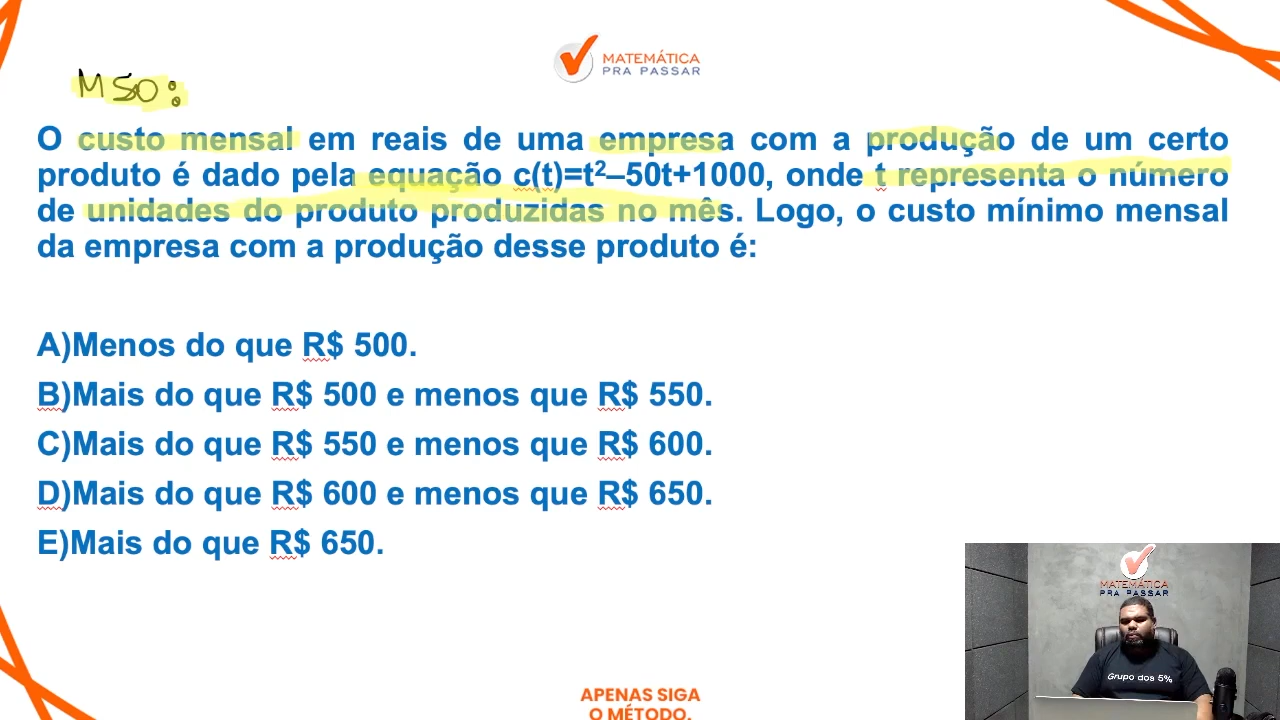 MATEMÁTICA
PRA PASSAR
MSO:
O custo mensal em reais de uma empresa com a produção de um certo
produto é dado pela equação c(t)=t²–50t+1000, onde t representa o número
de unidades do produto produzidas no mês. Logo, o custo mínimo mensal
da empresa com a produção desse produto é:
A)Menos do que R$ 500.
B)Mais do que R$ 500 e menos que R$ 550.
C)Mais do que R$ 550 e menos que R$ 600.
D)Mais do que R$ 600 e menos que R$ 650.
E)Mais do que R$ 650.
MATEMÁTICA
PRA PASSAR
Grupo dos 5%
APENAS SIGA
O MÉTODO.